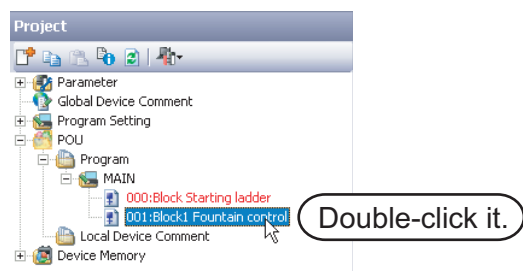 Project
Parameter
Global Device Comment
Program Setting
POU
Program
MAIN
000:Block Starting ladder
001:Block1 Fountain control
Double-click it.
Local Device Comment
Device Memory